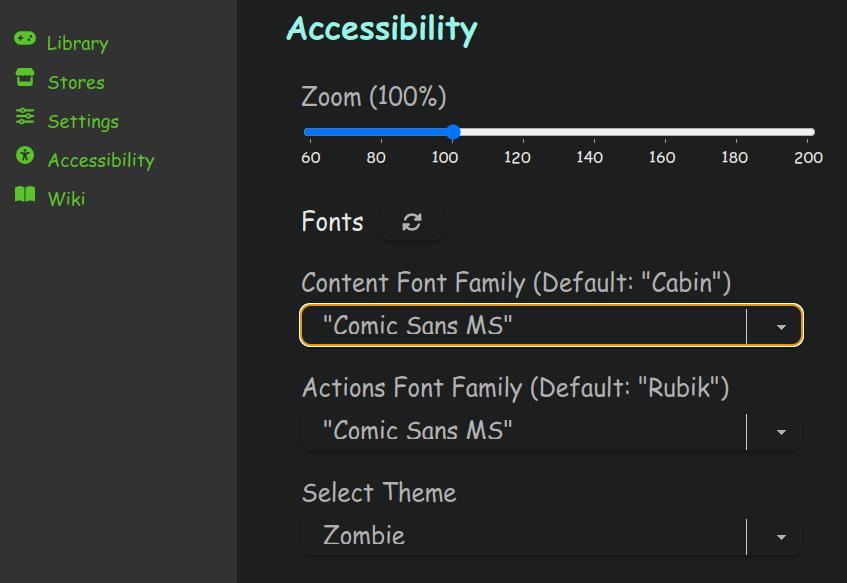 Library
Stores
Settings
Accessibility
Wiki
Accessibility
Zoom (100%)
60 80 100 120 140 160 180 200
Fonts
Content Font Family (Default: "Cabin")
"Comic Sans MS"
Actions Font Family (Default: "Rubik")
"Comic Sans MS"
Select Theme
Zombie